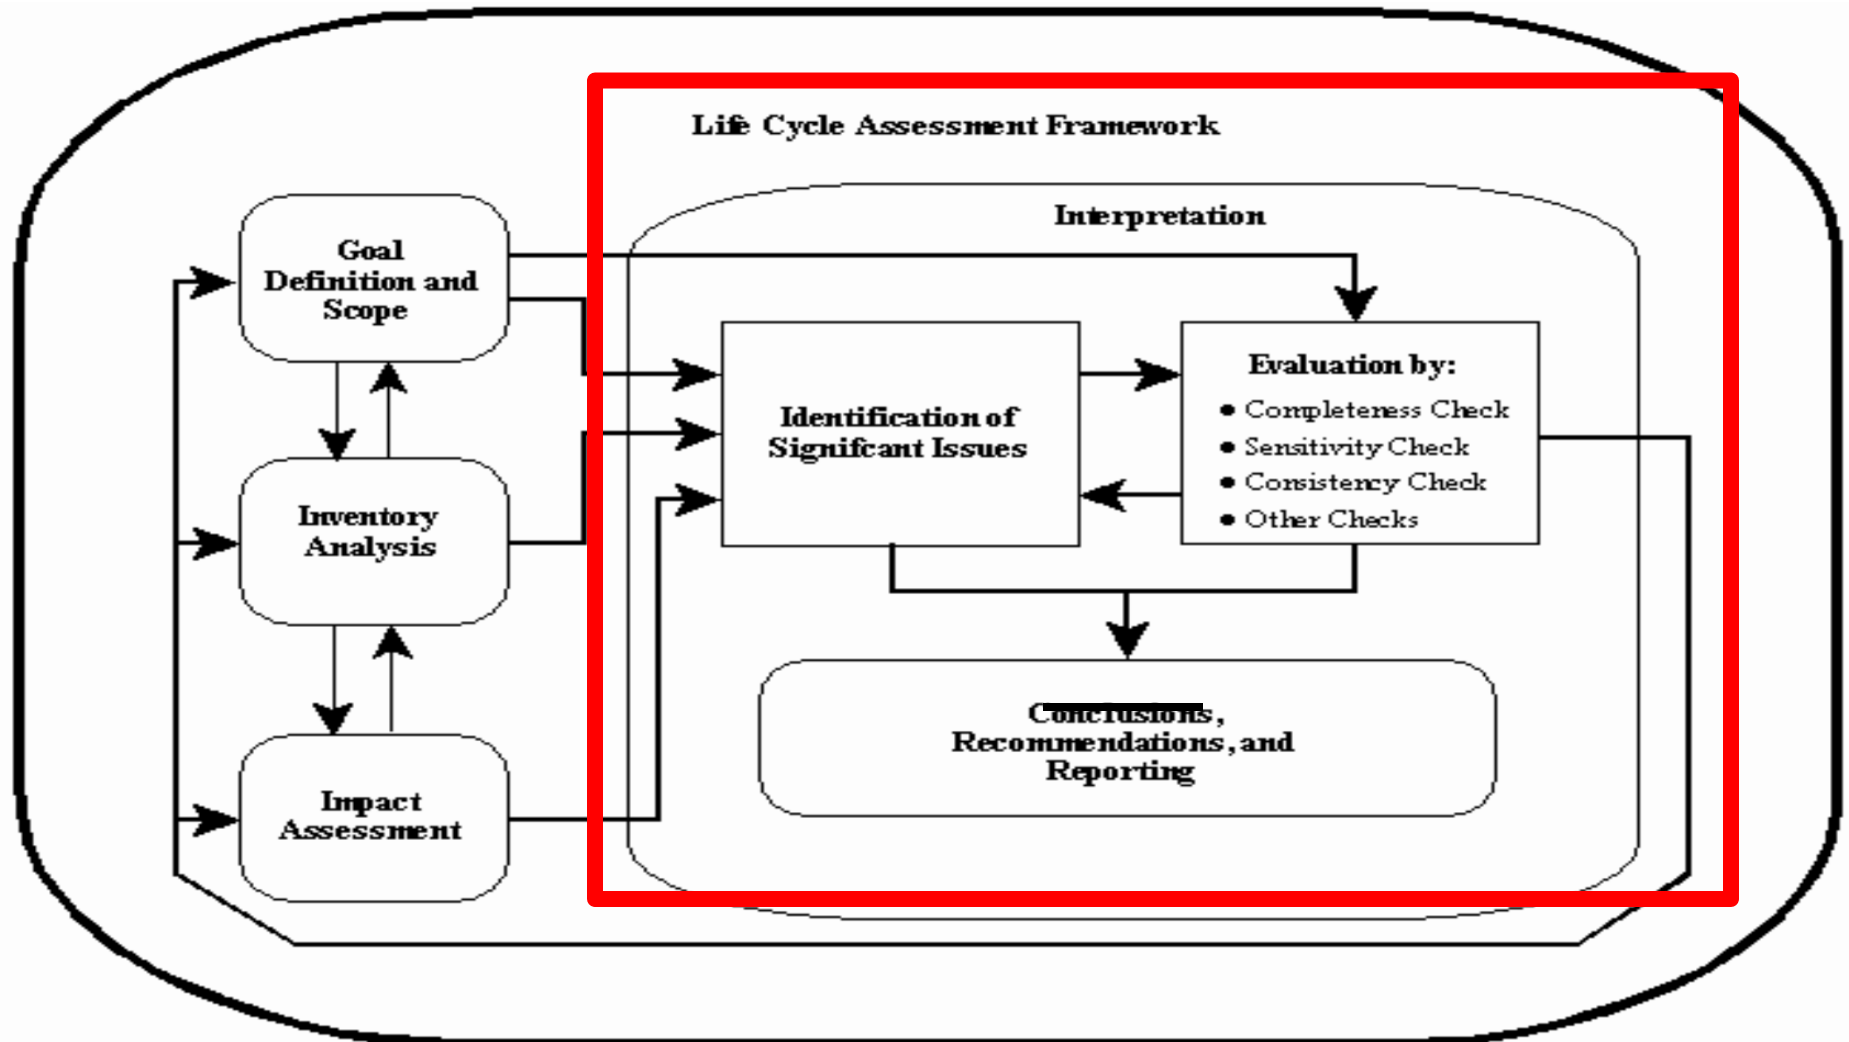 Life Cycle Assessment Framework
Interpretation
Goal
Definition and
Scope
Inventory
Analysis
Impact
Assessment
Identification of
Signifcant Issues
Evaluation by:
● Completeness Check
● Sensitivity Check
● Consistency Check
● Other Checks
Conclusions,
Recommendations, and
Reporting